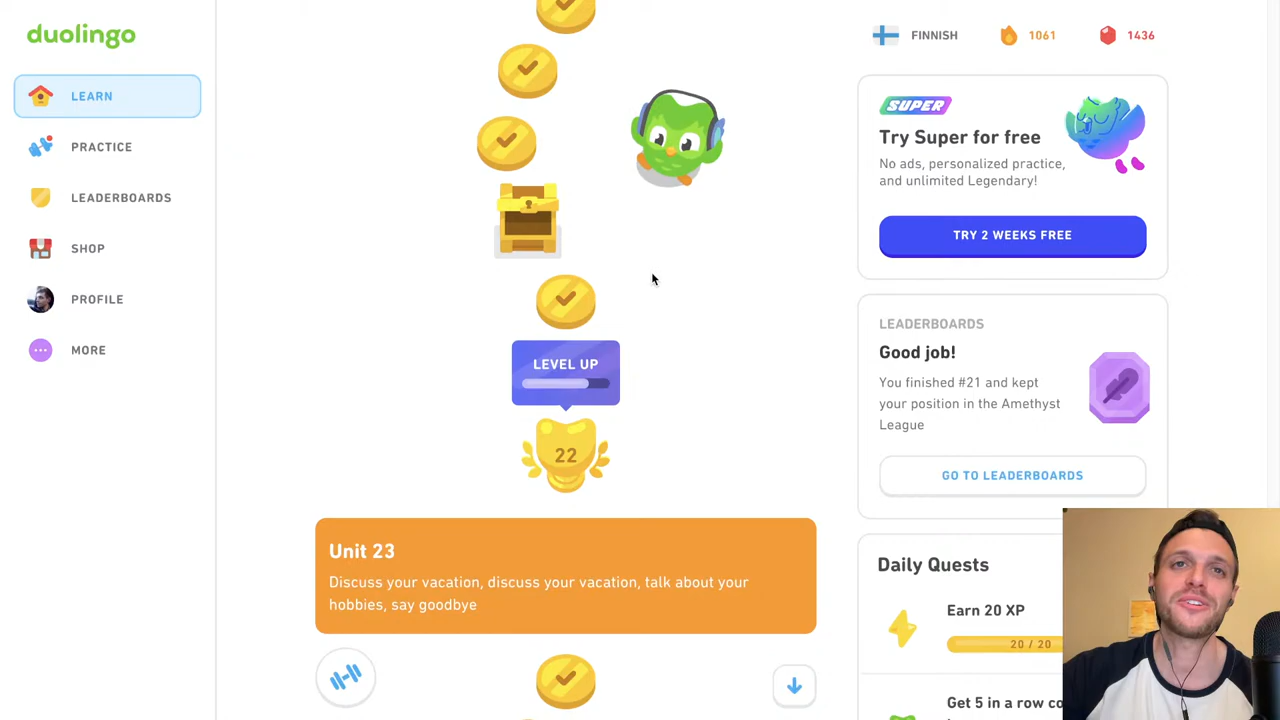 duolingo
LEARN
PRACTICE
LEADERBOARDS
SHOP
PROFILE
MORE
LEVEL UP
22
Unit 23
Discuss your vacation, discuss your vacation, talk about your
hobbies, say goodbye
FINNISH
1061
1436
SUPER
Try Super for free
No ads, personalized practice,
and unlimited Legendary!
TRY 2 WEEKS FREE
LEADERBOARDS
Good job!
You finished #21 and kept
your position in the Amethyst
League
GO TO LEADERBOARDS
Daily Quests
Earn 20 XP
20 / 20
Get 5 in a row co